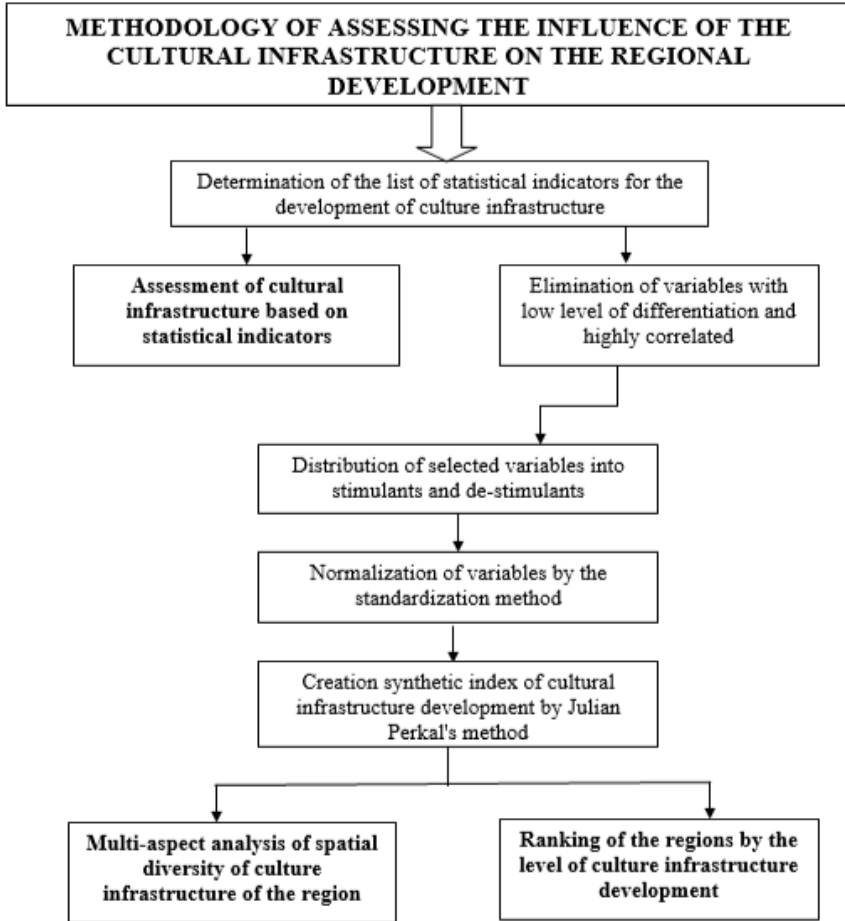 METHODOLOGY OF ASSESSING THE INFLUENCE OF THE
CULTURAL INFRASTRUCTURE ON THE REGIONAL
DEVELOPMENT
Determination of the list of statistical indicators for the
development of culture infrastructure
Assessment of cultural
infrastructure based on
statistical indicators
Elimination of variables with
low level of differentiation and
highly correlated
Distribution of selected variables into
stimulants and de-stimulants
Normalization of variables by the
standardization method
Creation synthetic index of cultural
infrastructure development by Julian
Perkal's method
Multi-aspect analysis of spatial
diversity of culture
infrastructure of the region
Ranking of the regions by the
level of culture infrastructure
development